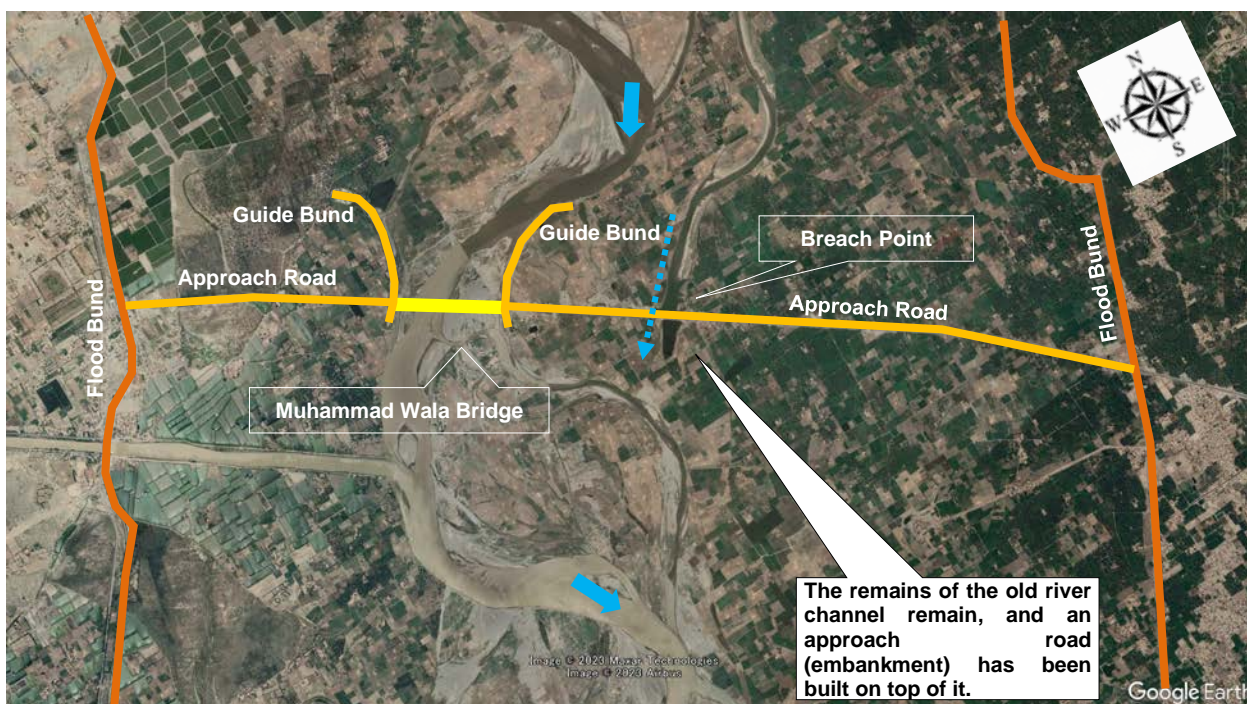 N
E
W
S
Guide Bund
Guide Bund
Breach Point
Approach Road
Approach Road
Flood Bund
Flood Bund
Muhammad Wala Bridge
The remains of the old river
channel remain, and an
approach road
(embankment) has been
built on top of it.
Image © 2023 Maxar Technologies
Image © 2023 Airbus
Google Earth